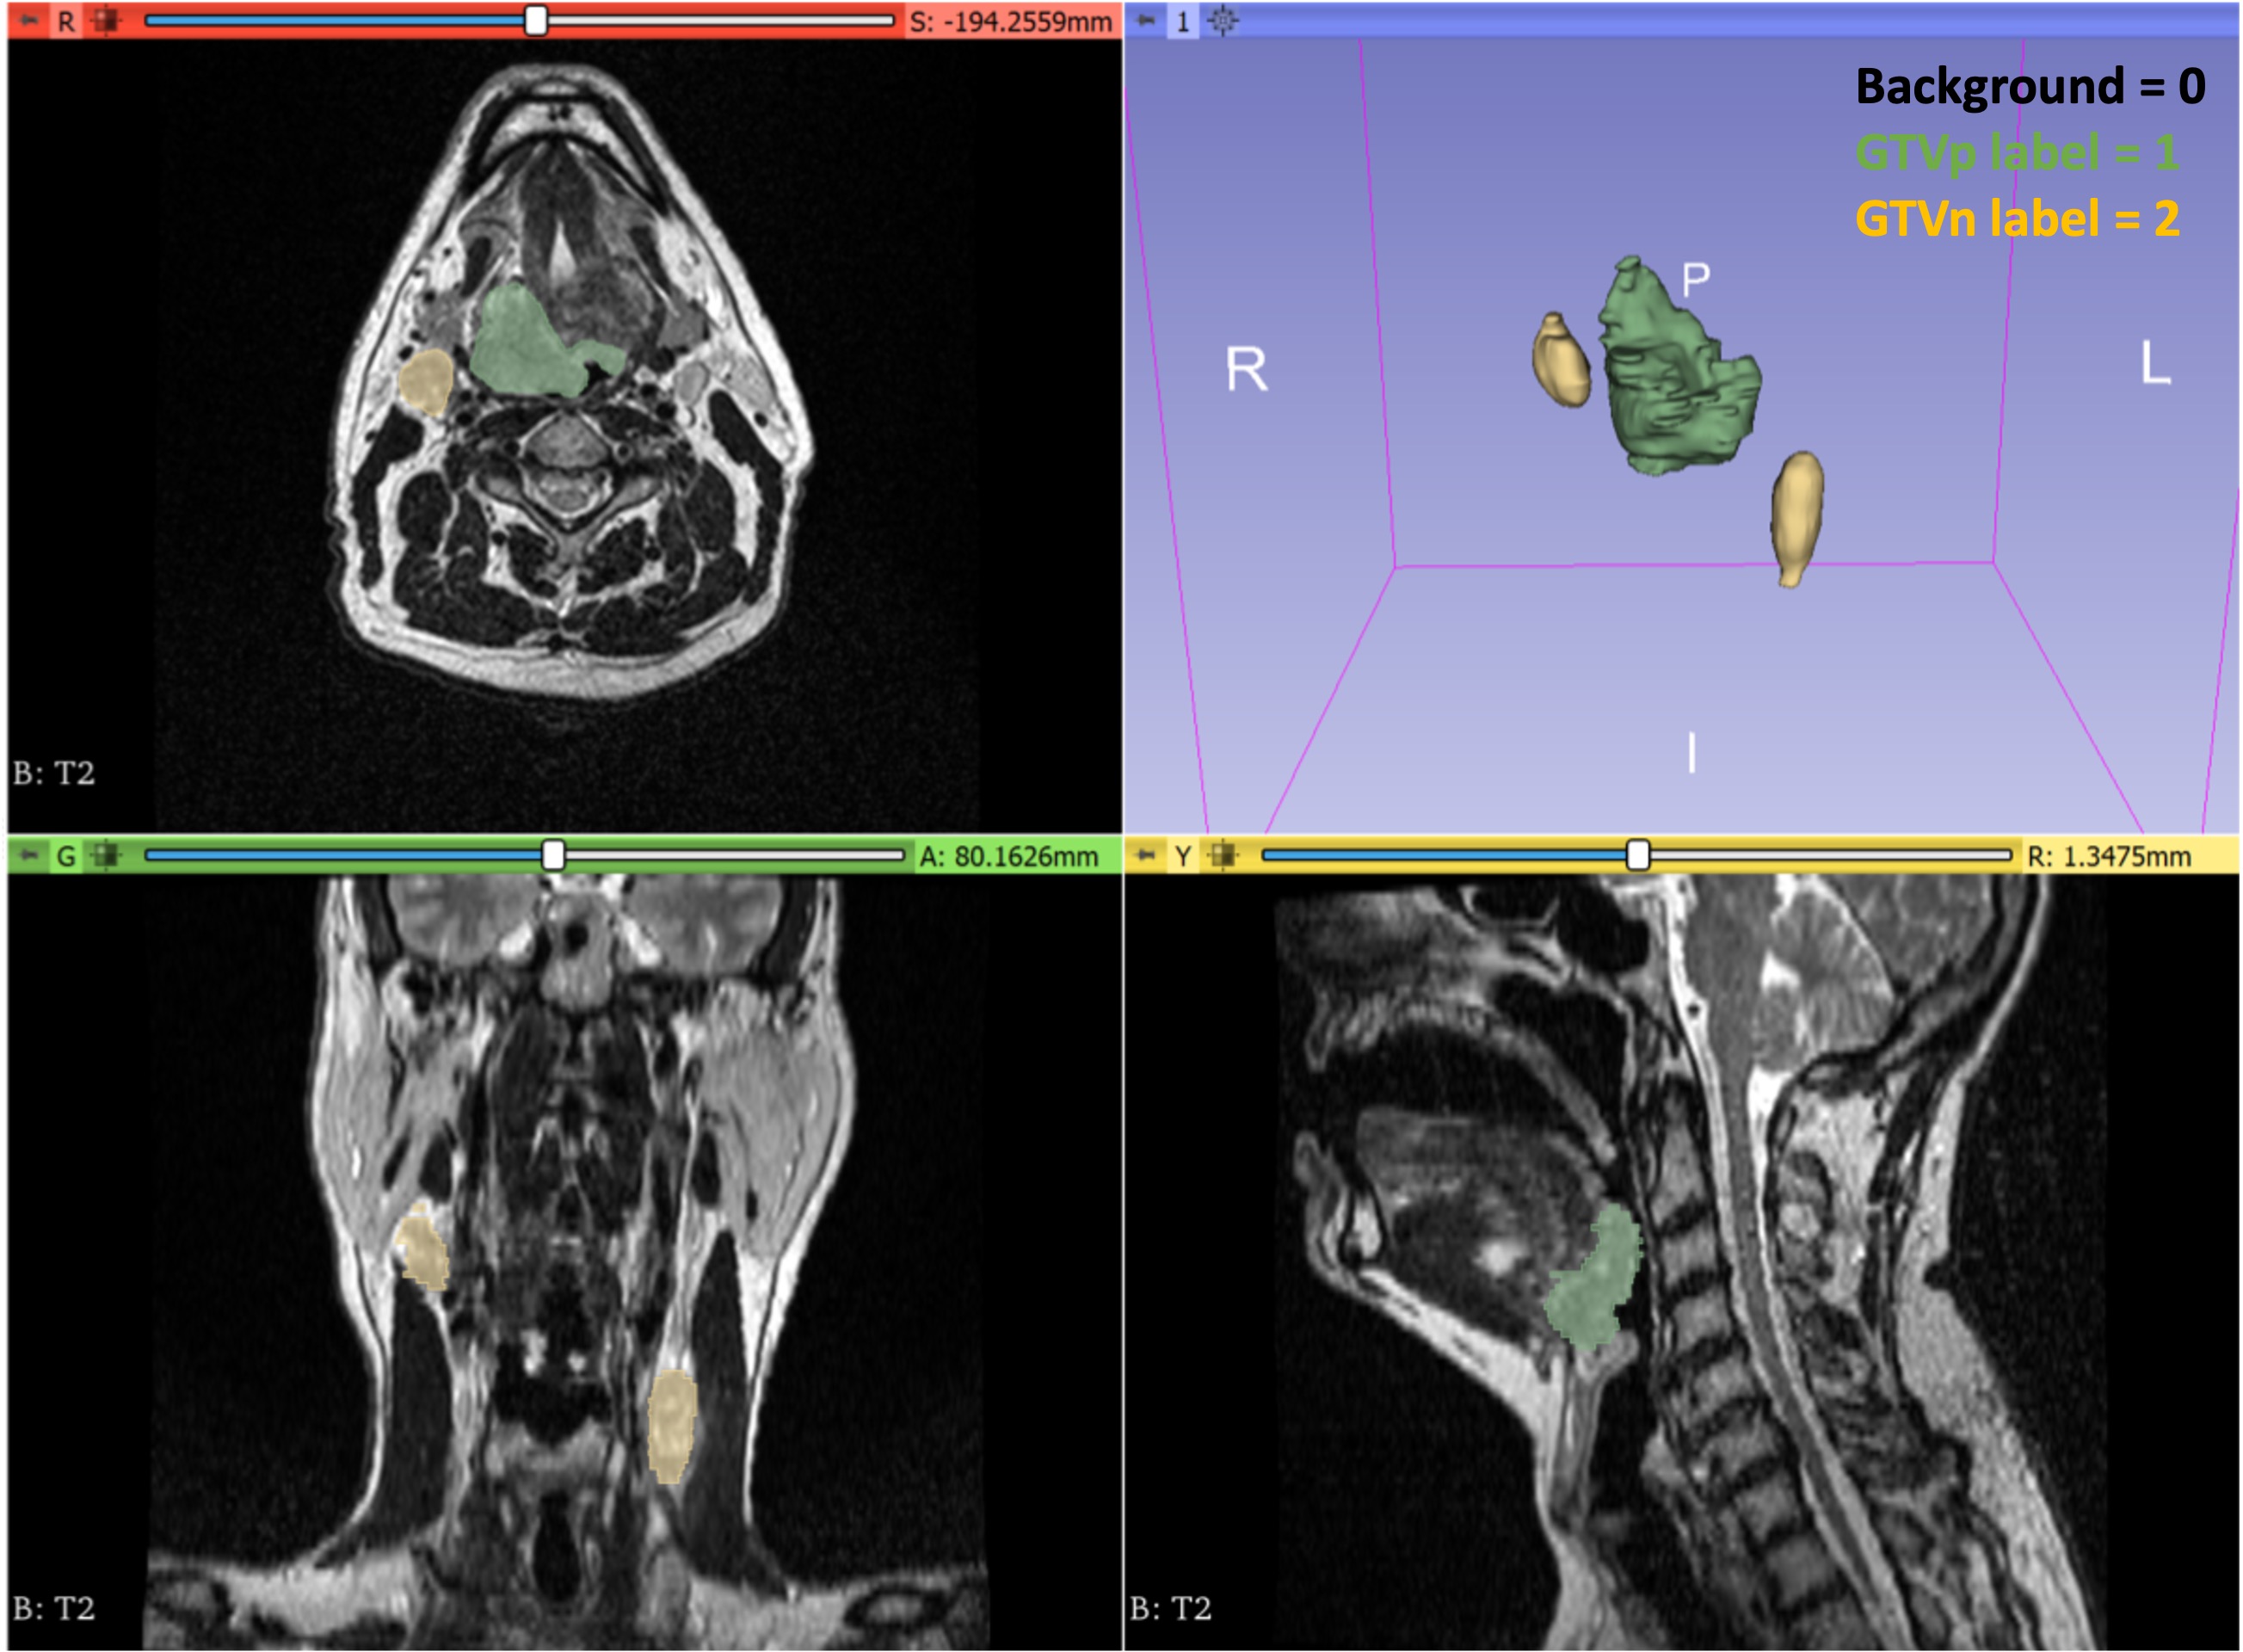 R S: -194.2559mm
B: T2
1
Background = 0
GTVp label = 1
GTVn label = 2
P
R
L
I
G A: 80.1626mm
B: T2
Y R: 1.3475mm
B: T2